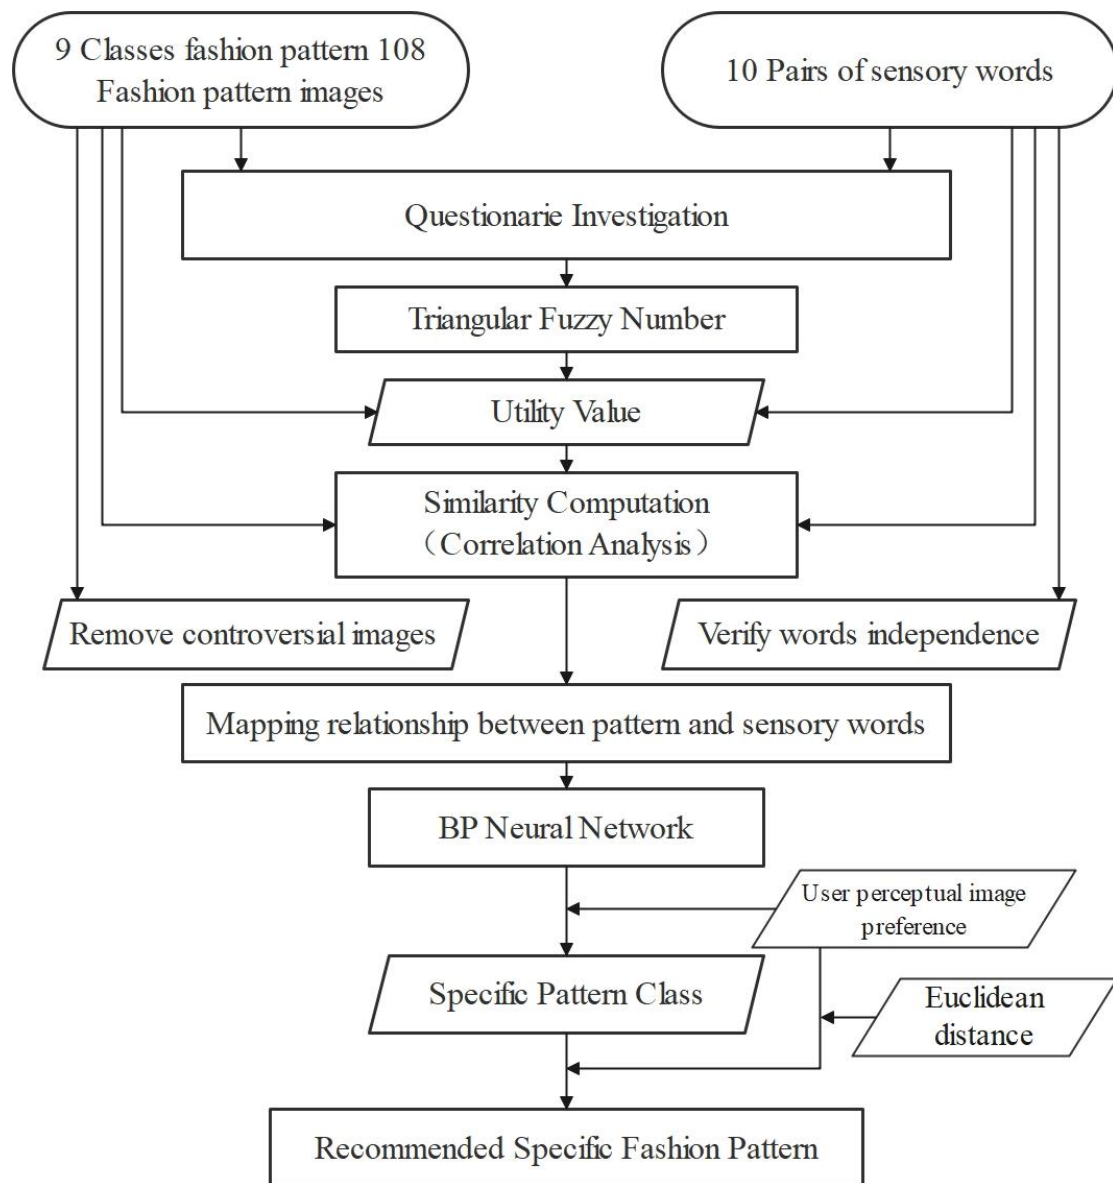 9 Classes fashion pattern 108
Fashion pattern images
10 Pairs of sensory words
Questionarie Investigation
Triangular Fuzzy Number
Utility Value
Similarity Computation
（Correlation Analysis）
Remove controversial images
Verify words independence
Mapping relationship between pattern and sensory words
BP Neural Network
User perceptual image
preference
Specific Pattern Class
Euclidean
distance
Recommended Specific Fashion Pattern